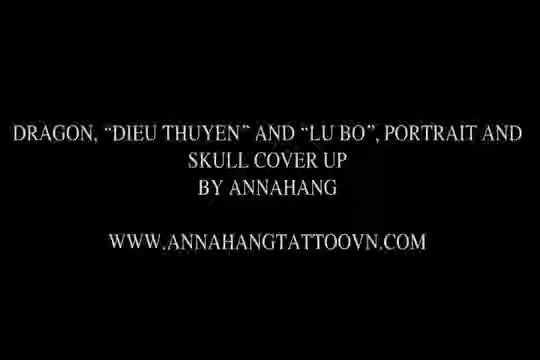 DRAGON, “DIEU THUYEN” AND “LU BO”, PORTRAIT AND
SKULL COVER UP
BY ANNAHANG
WWW.ANNAHANGTATTOOVN.COM